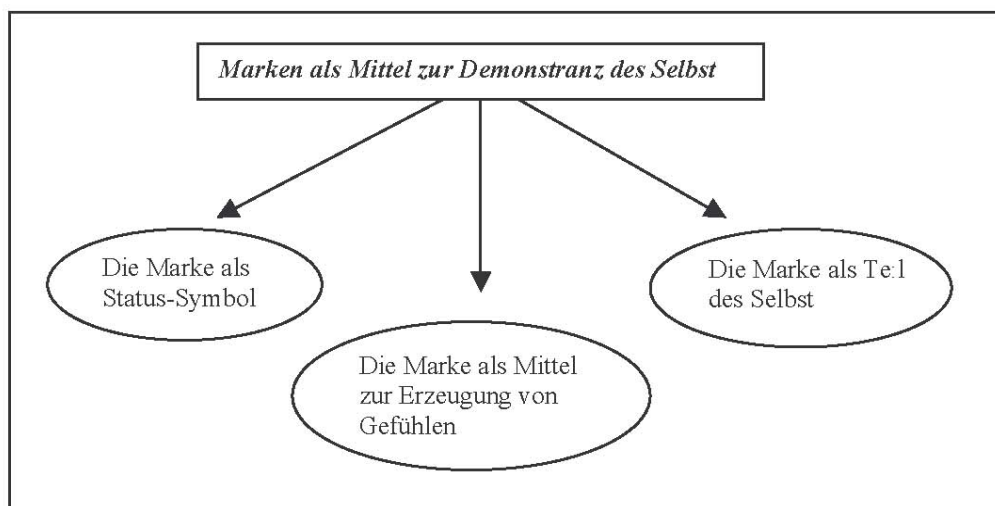 Marken als Mittel zur Demonstranz des Selbst
Die Marke als
Status-Symbol
Die Marke als Mittel
zur Erzeugung von
Gefühlen
Die Marke als Te:l
des Selbst